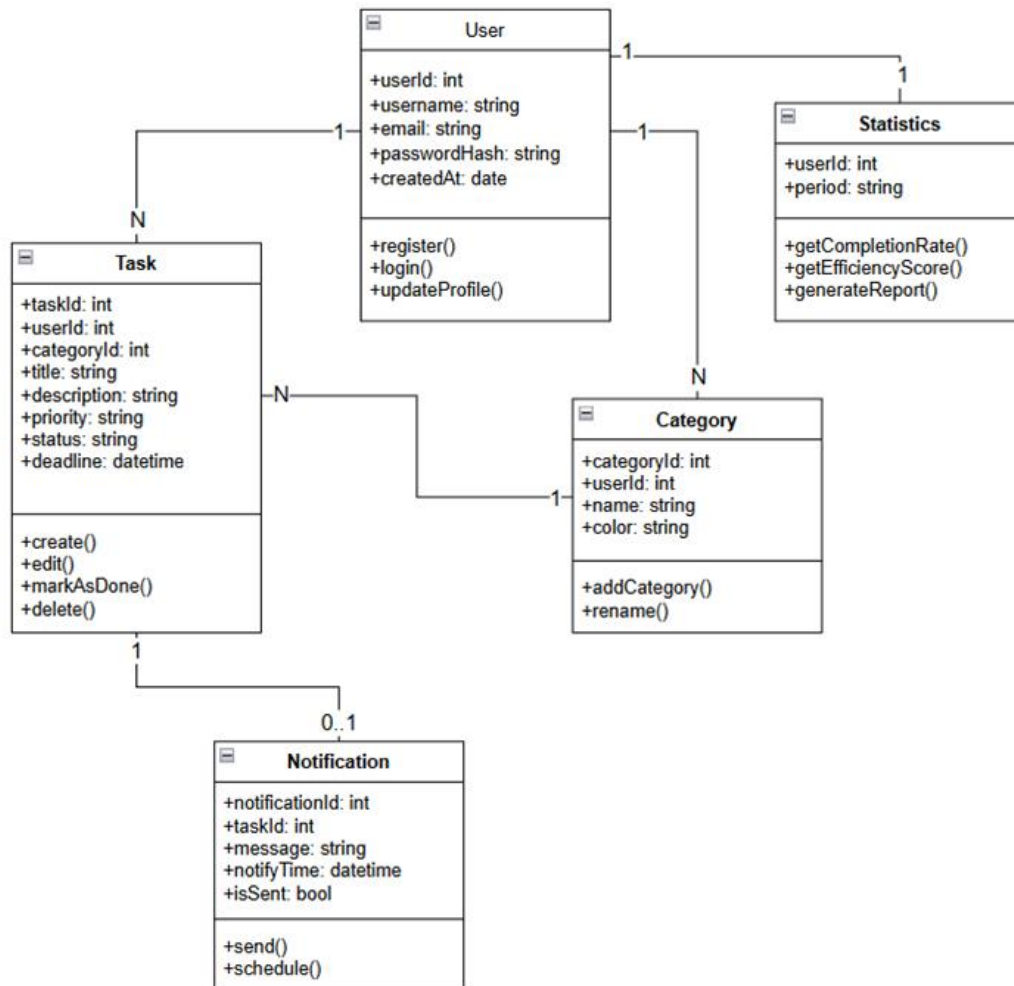 User
+userId: int
+username: string
+email: string
+passwordHash: string
+createdAt: date
+register()
+login()
+updateProfile()
1
1
Statistics
+userId: int
+period: string
+getCompletionRate()
+getEfficiencyScore()
+generateReport()
1
N
1
N
Task
+taskId: int
+userId: int
+categoryId: int
+title: string
+description: string
+priority: string
+status: string
+deadline: datetime
+create()
+edit()
+markAsDone()
+delete()
N
1
Category
+categoryId: int
+userId: int
+name: string
+color: string
+addCategory()
+rename()
1
0..1
Notification
+notificationId: int
+taskId: int
+message: string
+notifyTime: datetime
+isSent: bool
+send()
+schedule()